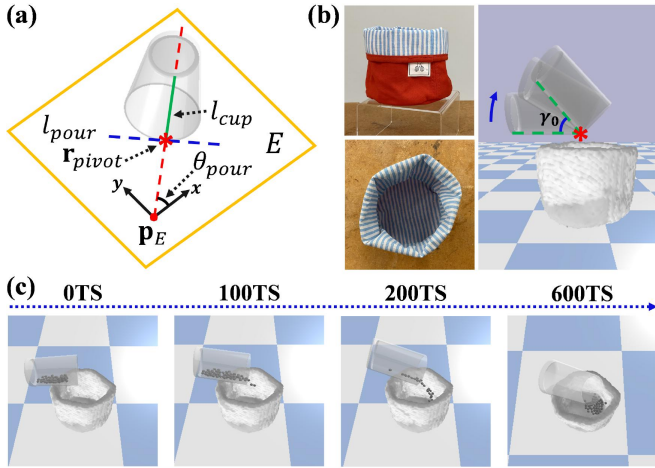 (a)
l_cup
l_pour
r_pivot
E
θ_pour
y
x
p_E
(b)
γ_0
(c)
0TS
100TS
200TS
600TS